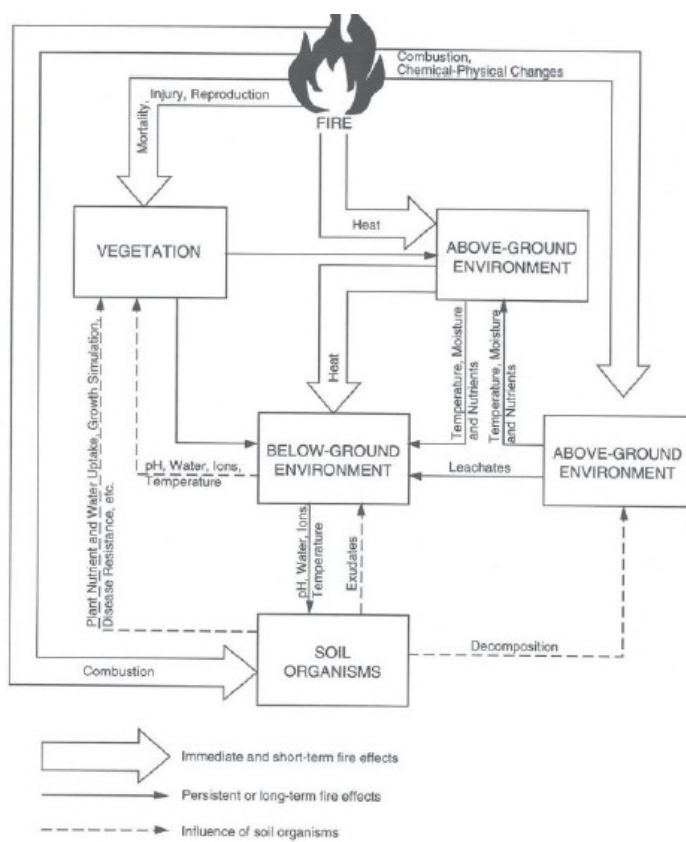 Combustion,
Chemical-Physical Changes
Mortality,
Injury, Reproduction
FIRE
Heat
VEGETATION
ABOVE-GROUND
ENVIRONMENT
Heat
Temperature, Moisture
and Nutrients
Temperature, Moisture
and Nutrients
Plant Nutrient and Water Uptake, Growth Simulation,
Disease Resistance, etc.
BELOW-GROUND
ENVIRONMENT
pH, Water, Ions,
Temperature
Leachates
ABOVE-GROUND
ENVIRONMENT
pH, Water, Ions,
Temperature
Exudates
SOIL
ORGANISMS
Decomposition
Combustion
Immediate and short-term fire effects
Persistent or long-term fire effects
Influence of soil organisms